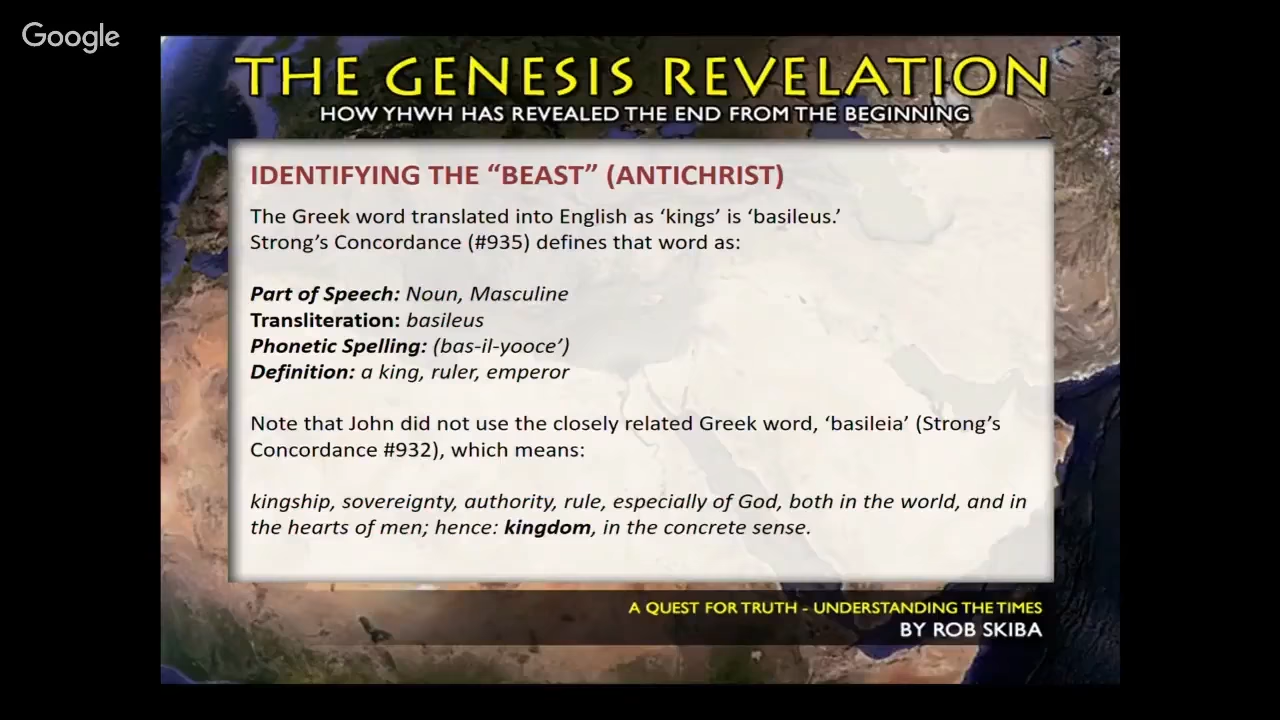 Google
THE GENESIS REVELATION
HOW YHWH HAS REVEALED THE END FROM THE BEGINNING
IDENTIFYING THE “BEAST” (ANTICHRIST)
The Greek word translated into English as ‘kings’ is ‘basileus.’
Strong’s Concordance (#935) defines that word as:
Part of Speech: Noun, Masculine
Transliteration: basileus
Phonetic Spelling: (bas-il-yooce’)
Definition: a king, ruler, emperor
Note that John did not use the closely related Greek word, ‘basileia’ (Strong’s
Concordance #932), which means:
kingship, sovereignty, authority, rule, especially of God, both in the world, and in
the hearts of men; hence: kingdom, in the concrete sense.
A QUEST FOR TRUTH - UNDERSTANDING THE TIMES
BY ROB SKIBA